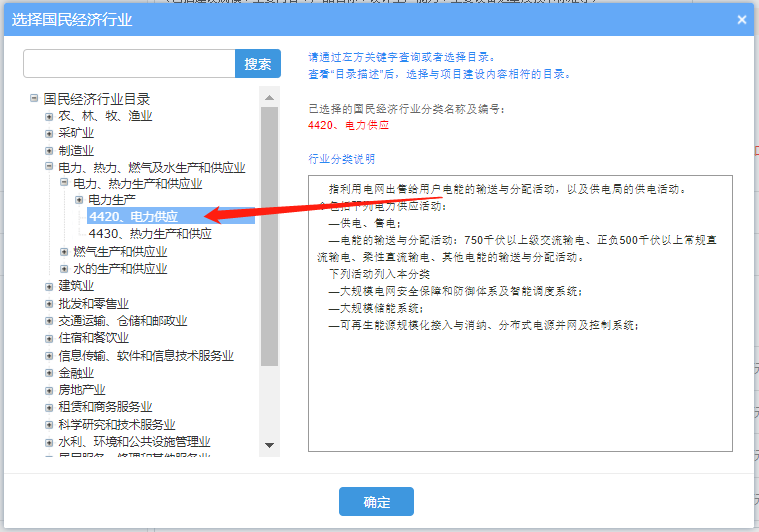 选择国民经济行业
×
搜索
国民经济行业目录
农、林、牧、渔业
采矿业
制造业
电力、热力、燃气及水生产和供应业
电力、热力生产和供应业
电力生产
4420、电力供应
4430、热力生产和供应
燃气生产和供应业
水的生产和供应业
建筑业
批发和零售业
交通运输、仓储和邮政业
住宿和餐饮业
信息传输、软件和信息技术服务业
金融业
房地产业
租赁和商务服务业
科学研究和技术服务业
水利、环境和公共设施管理业
请通过左方关键字查询或者选择目录。
查看“目录描述”后，选择与项目建设内容相符的目录。
已选择的国民经济行业分类名称及编号：
4420、电力供应
行业分类说明
指利用电网出售给用户电能的输送与分配活动，以及供电局的供电活动。
包括下列电力供应活动：
—供电、售电；
—电能的输送与分配活动：750千伏以上级交流输电、正负500千伏以上常规直
流输电、柔性直流输电、其他电能的输送与分配活动。
下列活动列入本分类
—大规模电网安全保障和防御体系及智能调度系统；
—大规模储能系统；
—可再生能源规模化接入与消纳、分布式电源并网及控制系统；
确定